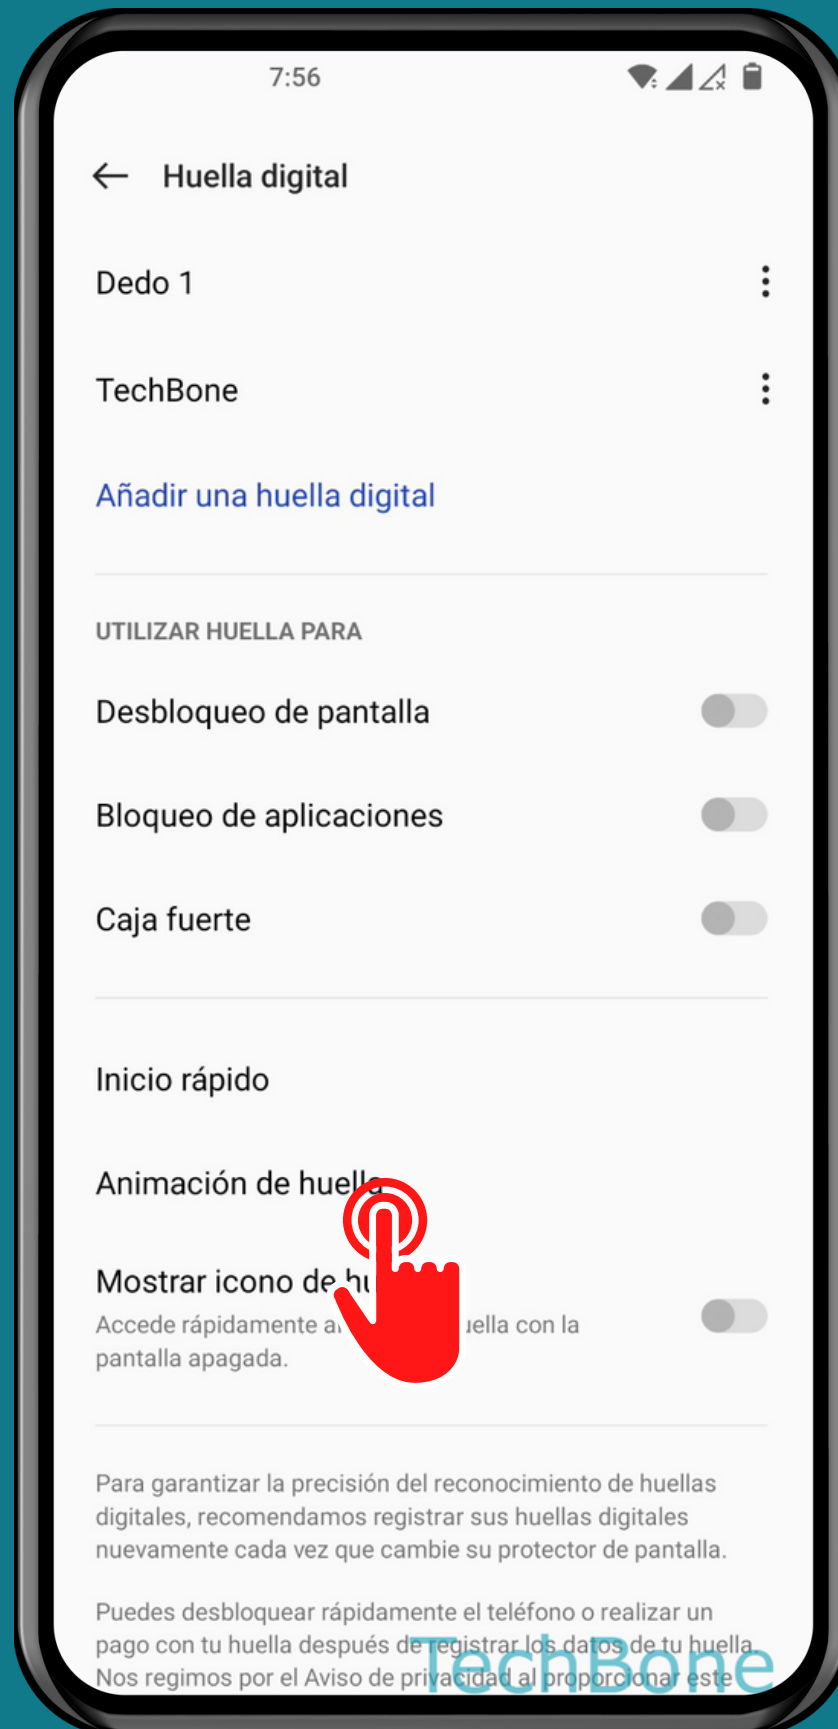 7:56
Huella digital
Dedo 1
TechBone
Añadir una huella digital
UTILIZAR HUELLA PARA
Desbloqueo de pantalla
Bloqueo de aplicaciones
Caja fuerte
Inicio rápido
Animación de huella
Mostrar icono de
Accede rápidamente con la
pantalla apagada.
Para garantizar la precisión del reconocimiento de huellas
digitales, recomendamos registrar sus huellas digitales
nuevamente cada vez que cambie su protector de pantalla.
Puedes desbloquear rápidamente el teléfono o realizar un
pago con tu huella después de registrar los datos de tu huella.
Nos regimos por el Aviso de privacidad al proporcionar este
TechBone